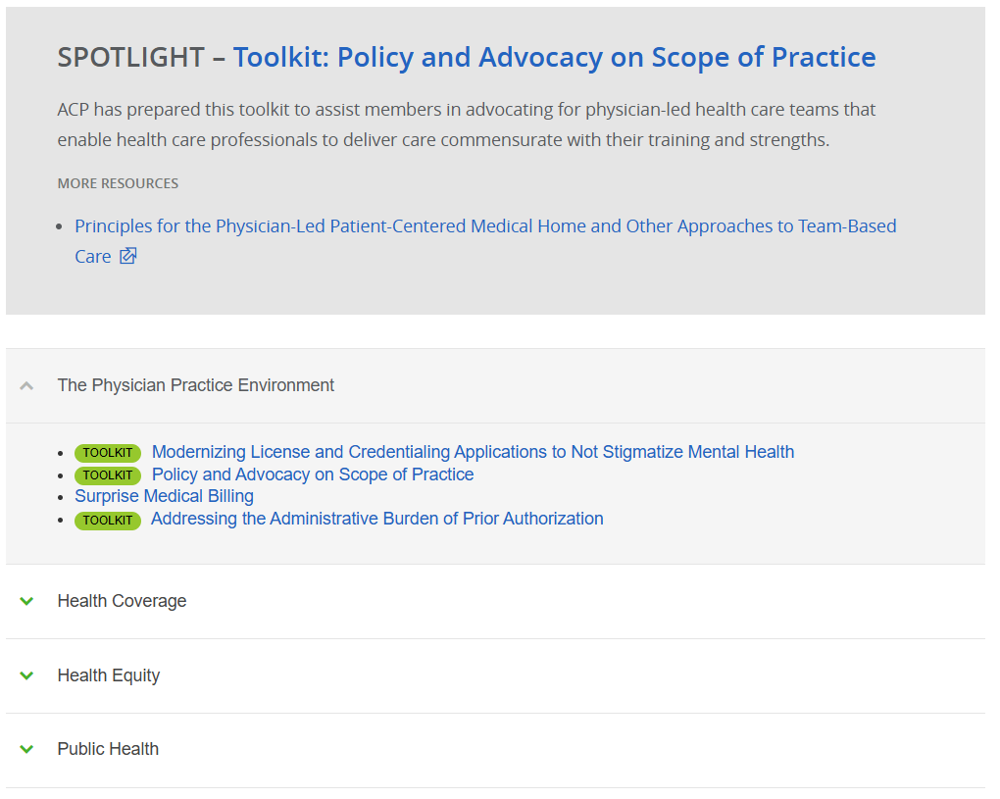 SPOTLIGHT – Toolkit: Policy and Advocacy on Scope of Practice
ACP has prepared this toolkit to assist members in advocating for physician-led health care teams that
enable health care professionals to deliver care commensurate with their training and strengths.
MORE RESOURCES
• Principles for the Physician-Led Patient-Centered Medical Home and Other Approaches to Team-Based
Care
The Physician Practice Environment
• TOOLKIT Modernizing License and Credentialing Applications to Not Stigmatize Mental Health
• TOOLKIT Policy and Advocacy on Scope of Practice
• Surprise Medical Billing
• TOOLKIT Addressing the Administrative Burden of Prior Authorization
Health Coverage
Health Equity
Public Health